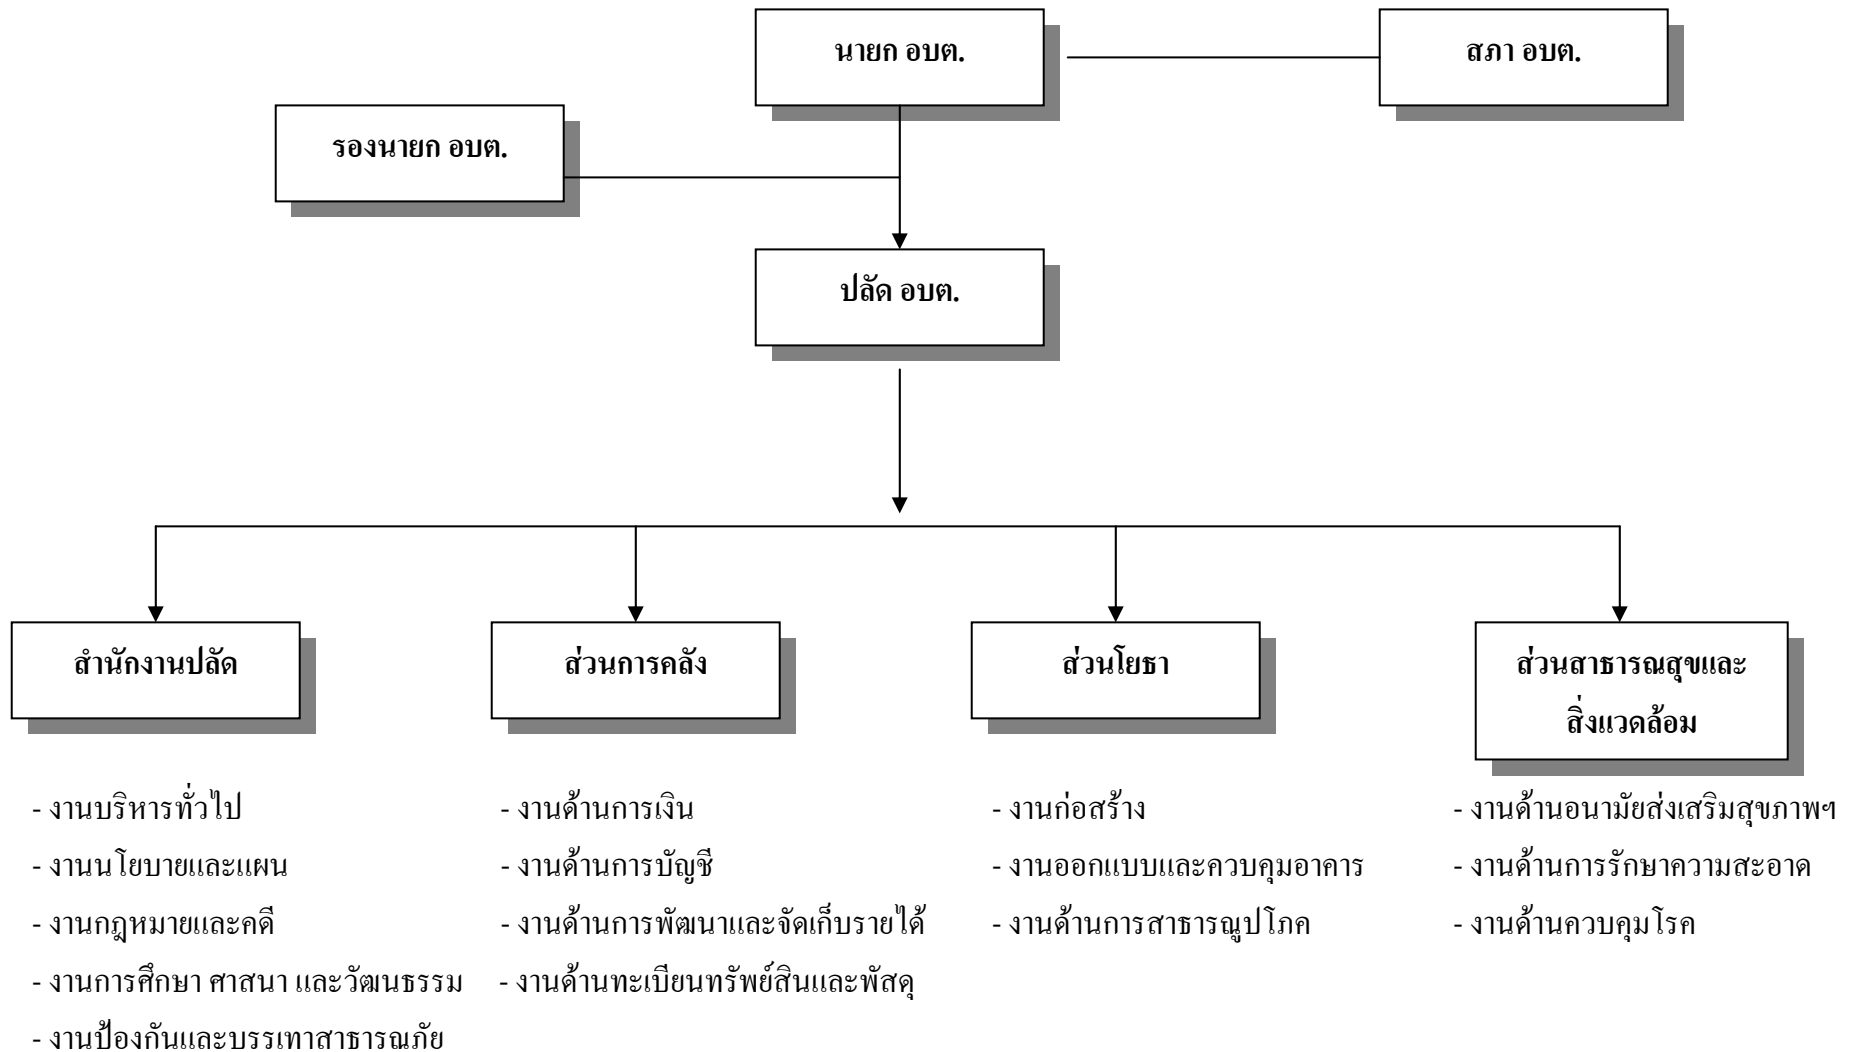 นายก อบต.
สภา อบต.
รองนายก อบต.
ปลัด อบต.
สำนักงานปลัด
ส่วนการคลัง
ส่วนโยธา
ส่วนสาธารณสุขและ
สิ่งแวดล้อม
- งานบริหารทั่วไป
- งานนโยบายและแผน
- งานกฎหมายและคดี
- งานการศึกษา ศาสนา และวัฒนธรรม
- งานป้องกันและบรรเทาสาธารณภัย
- งานด้านการเงิน
- งานด้านการบัญชี
- งานด้านการพัฒนาและจัดเก็บรายได้
- งานด้านทะเบียนทรัพย์สินและพัสดุ
- งานก่อสร้าง
- งานออกแบบและควบคุมอาคาร
- งานด้านการสาธารณูปโภค
- งานด้านอนามัยส่งเสริมสุขภาพฯ
- งานด้านการรักษาความสะอาด
- งานด้านควบคุมโรค